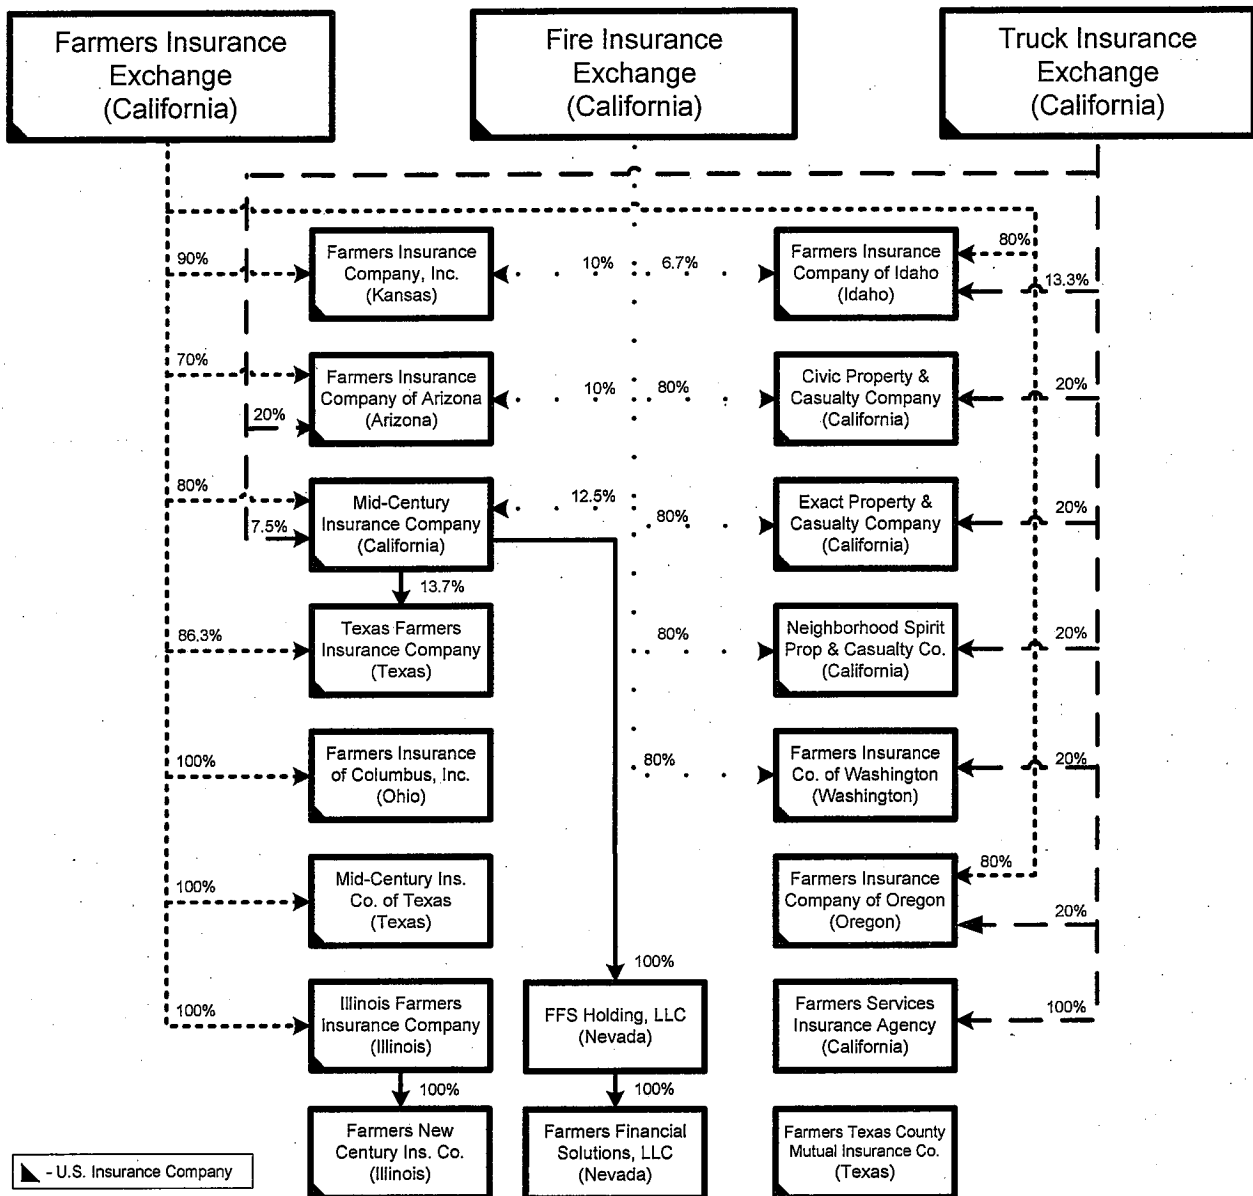 Farmers Insurance
Exchange
(California)
Fire Insurance
Exchange
(California)
Truck Insurance
Exchange
(California)
90%
Farmers Insurance
Company, Inc.
(Kansas)
10%
6.7%
Farmers Insurance
Company of Idaho
(Idaho)
80%
13.3%
70%
20%
Farmers Insurance
Company of Arizona
(Arizona)
10%
80%
Civic Property &
Casualty Company
(California)
20%
80%
7.5%
Mid-Century
Insurance Company
(California)
12.5%
80%
Exact Property &
Casualty Company
(California)
20%
13.7%
86.3%
Texas Farmers
Insurance Company
(Texas)
80%
Neighborhood Spirit
Prop & Casualty Co.
(California)
20%
100%
Farmers Insurance
of Columbus, Inc.
(Ohio)
80%
Farmers Insurance
Co. of Washington
(Washington)
20%
100%
Mid-Century Ins.
Co. of Texas
(Texas)
Farmers Insurance
Company of Oregon
(Oregon)
80%
20%
100%
Illinois Farmers
Insurance Company
(Illinois)
100%
FFS Holding, LLC
(Nevada)
Farmers Services
Insurance Agency
(California)
100%
100%
Farmers New
Century Ins. Co.
(Illinois)
100%
Farmers Financial
Solutions, LLC
(Nevada)
Farmers Texas County
Mutual Insurance Co.
(Texas)
- U.S. Insurance Company